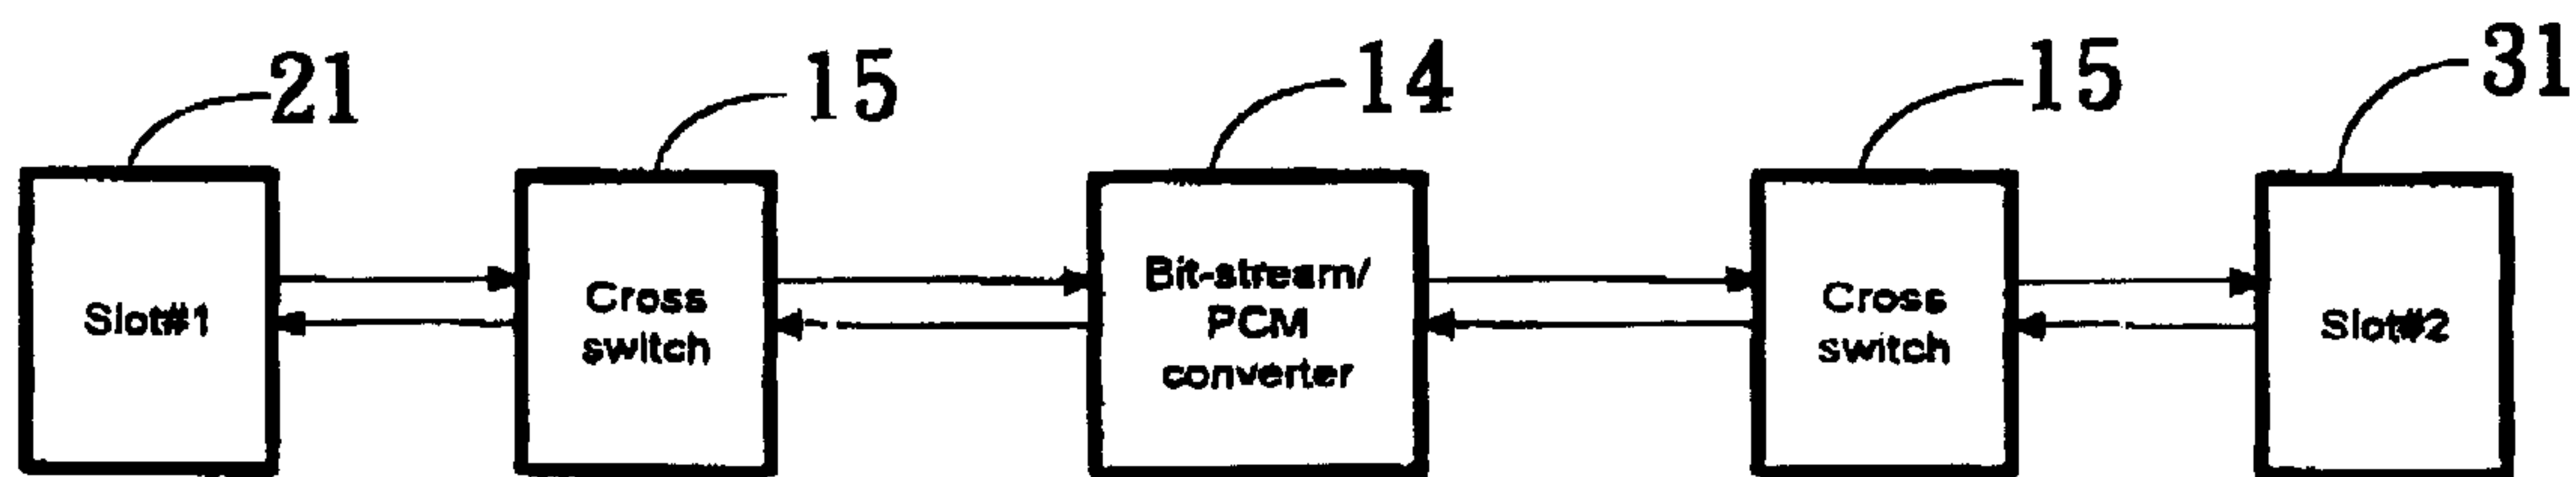 21
15
14
15
31
Slot#1
Cross
switch
Bit-stream/
PCM
converter
Cross
switch
Slot#2